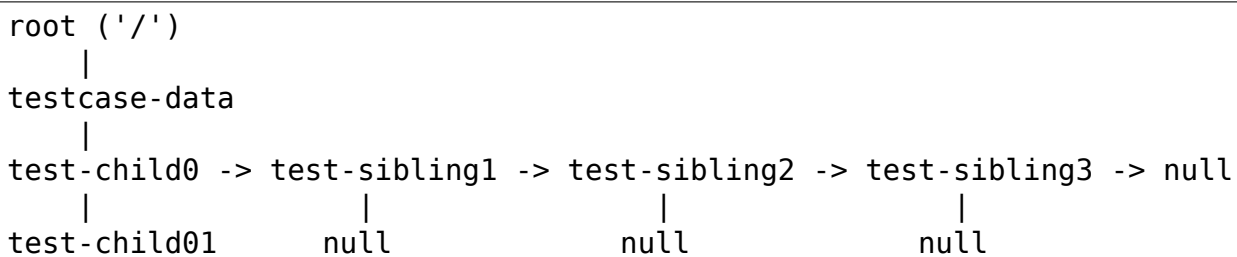 root ('/')
    |
testcase-data
    |
test-child0 -> test-sibling1 -> test-sibling2 -> test-sibling3 -> null
    |               |                |                |
test-child01      null             null             null